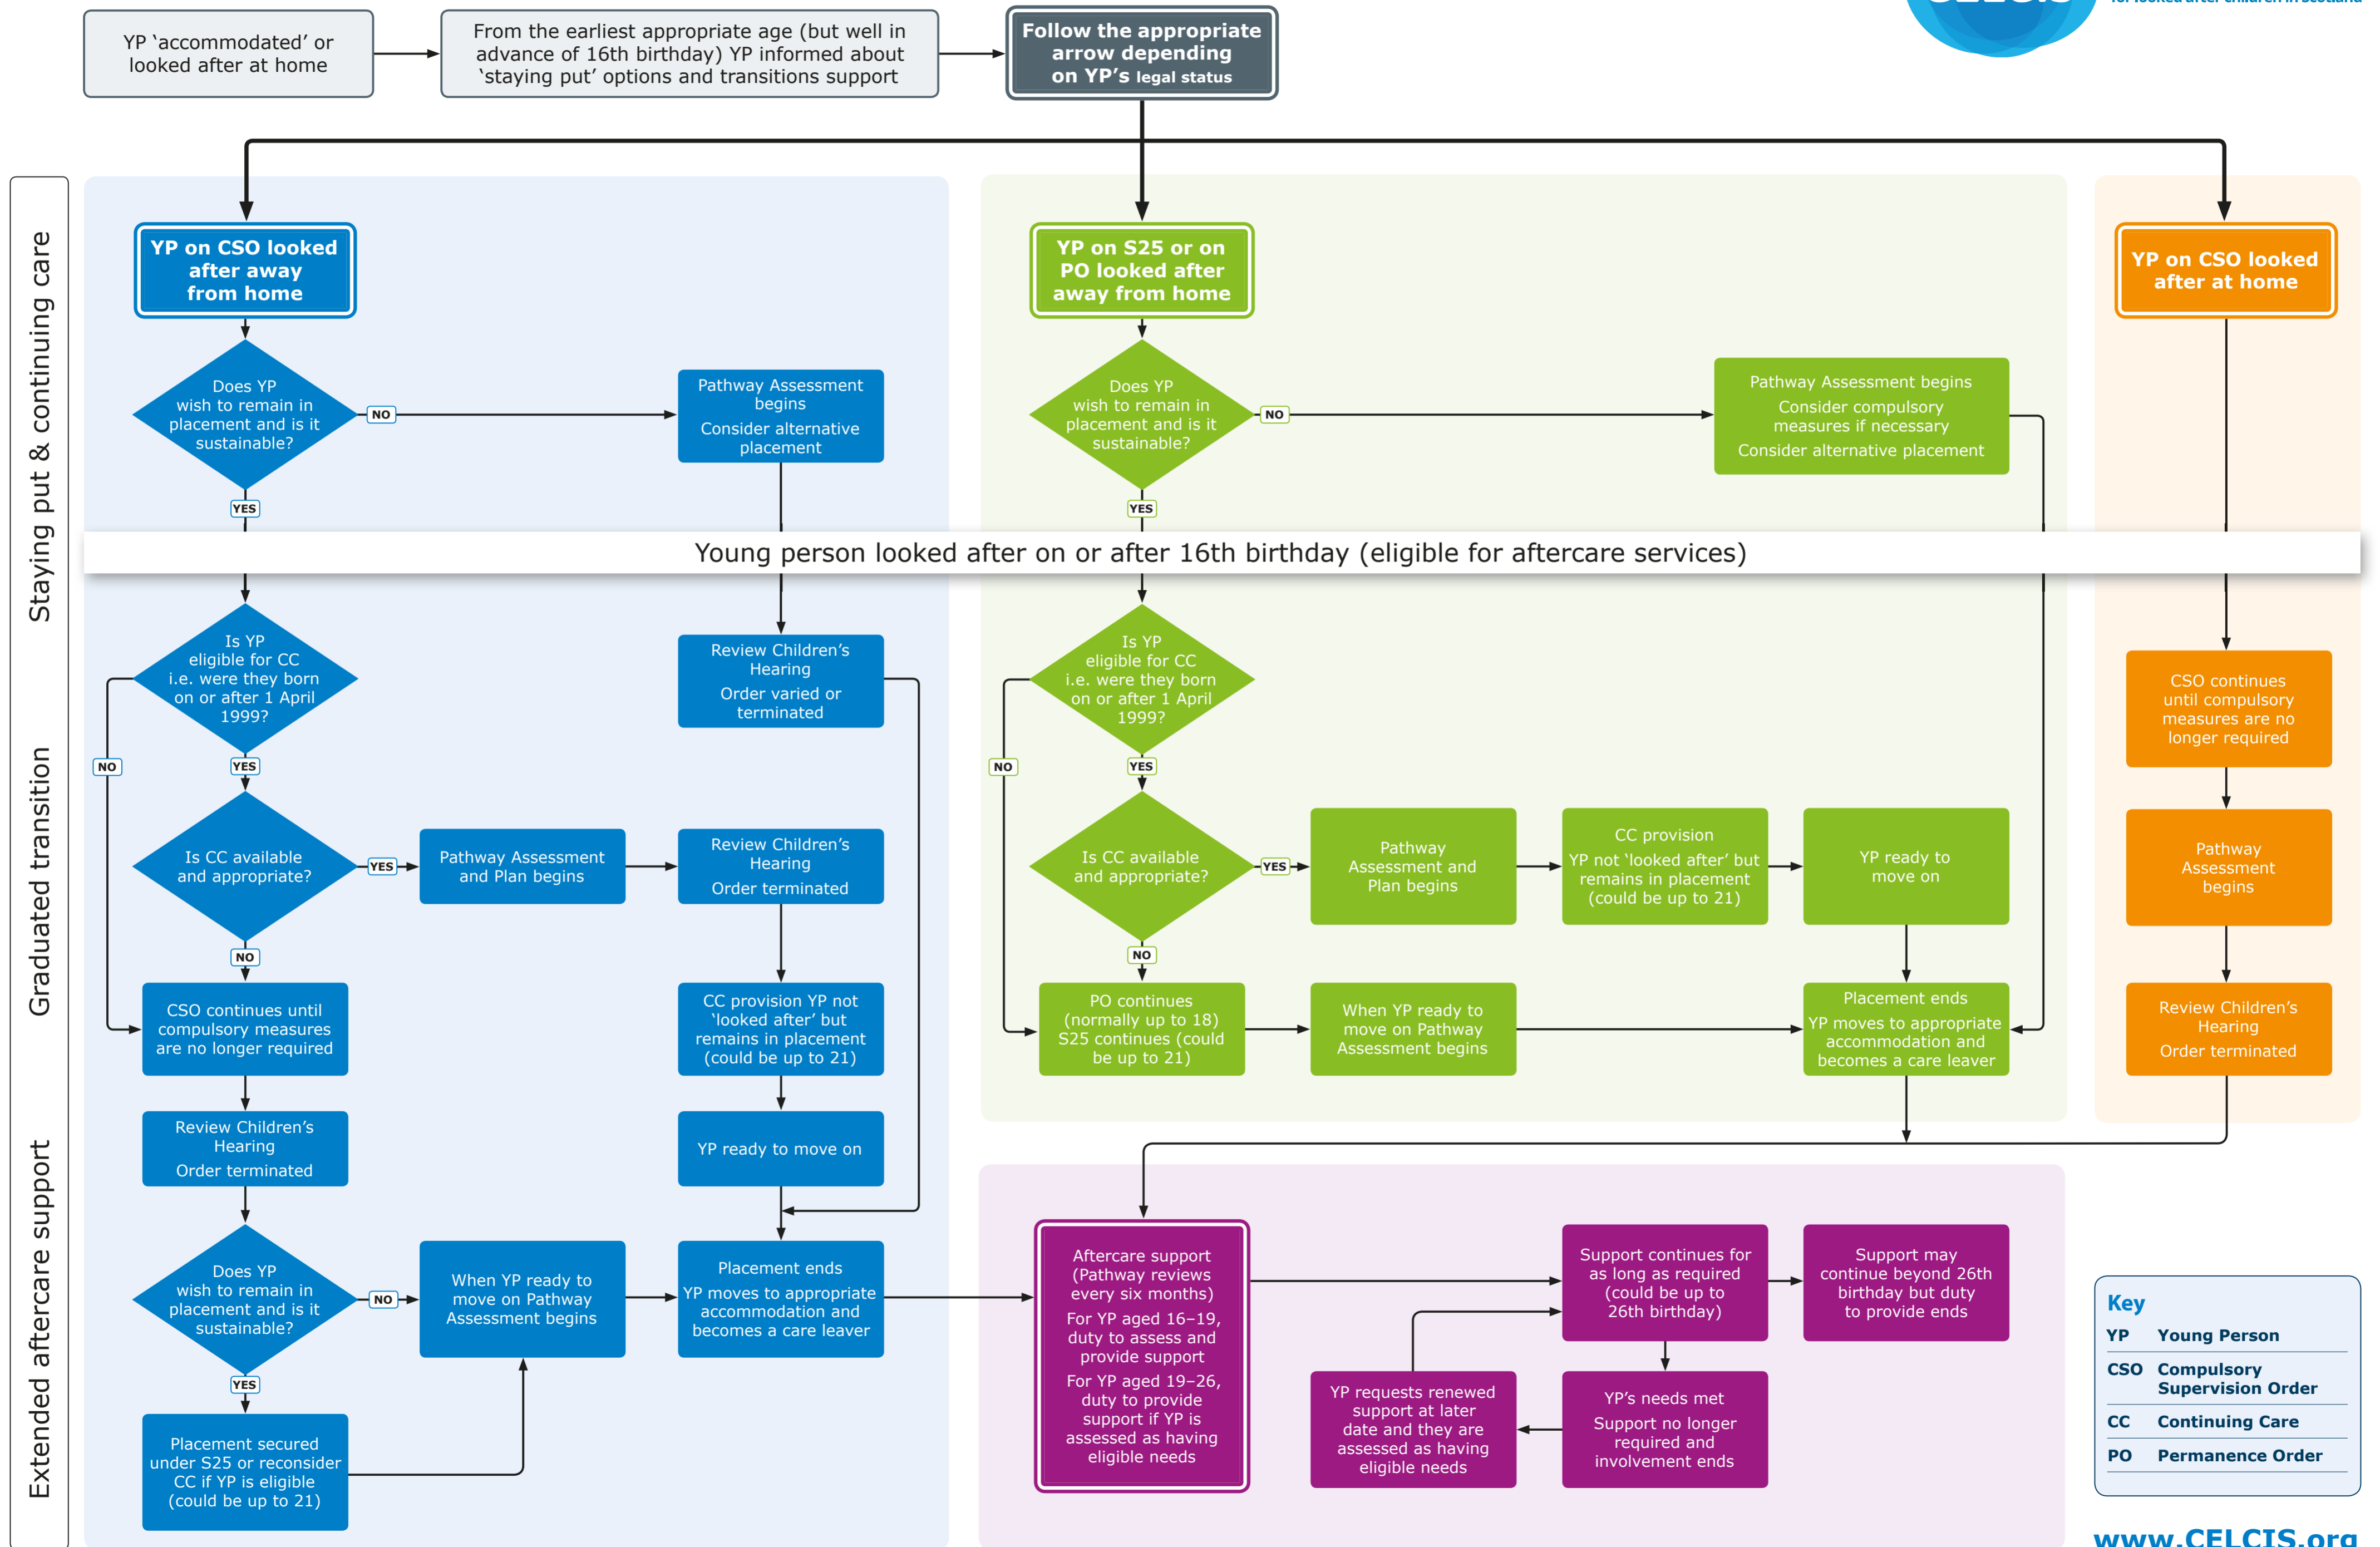 YP ‘accommodated’ or
looked after at home
From the earliest appropriate age (but well in
advance of 16th birthday) YP informed about
‘staying put’ options and transitions support
Follow the appropriate
arrow depending
on YP’s legal status
for looked after children in Scotland
Staying put & continuing care
Graduated transition
Extended aftercare support
YP on CSO looked
after away
from home
Does YP
wish to remain in
placement and is it
sustainable?
NO
Pathway Assessment
begins
Consider alternative
placement
YES
YP on S25 or on
PO looked after
away from home
Does YP
wish to remain in
placement and is it
sustainable?
NO
Pathway Assessment begins
Consider compulsory
measures if necessary
Consider alternative placement
YES
YP on CSO looked
after at home
Young person looked after on or after 16th birthday (eligible for aftercare services)
Is YP
eligible for CC
i.e. were they born
on or after 1 April
1999?
NO
YES
Review Children’s
Hearing
Order varied or
terminated
Is CC available
and appropriate?
YES
Pathway Assessment
and Plan begins
Review Children’s
Hearing
Order terminated
NO
CSO continues until
compulsory measures
are no longer required
CC provision YP not
‘looked after’ but
remains in placement
(could be up to 21)
Review Children’s
Hearing
Order terminated
YP ready to move on
Does YP
wish to remain in
placement and is it
sustainable?
NO
When YP ready to
move on Pathway
Assessment begins
Placement ends
YP moves to appropriate
accommodation and
becomes a care leaver
YES
Placement secured
under S25 or reconsider
CC if YP is eligible
(could be up to 21)
Is YP
eligible for CC
i.e. were they born
on or after 1 April
1999?
NO
YES
Is CC available
and appropriate?
YES
Pathway
Assessment and
Plan begins
CC provision
YP not ‘looked after’ but
remains in placement
(could be up to 21)
YP ready to
move on
NO
PO continues
(normally up to 18)
S25 continues (could
be up to 21)
When YP ready to
move on Pathway
Assessment begins
Placement ends
YP moves to appropriate
accommodation and
becomes a care leaver
CSO continues
until compulsory
measures are no
longer required
Pathway
Assessment
begins
Review Children’s
Hearing
Order terminated
Aftercare support
(Pathway reviews
every six months)
For YP aged 16–19,
duty to assess and
provide support
For YP aged 19–26,
duty to provide
support if YP is
assessed as having
eligible needs
Support continues for
as long as required
(could be up to
26th birthday)
Support may
continue beyond 26th
birthday but duty
to provide ends
YP requests renewed
support at later
date and they are
assessed as having
eligible needs
YP’s needs met
Support no longer
required and
involvement ends
Key
YP Young Person
CSO Compulsory
Supervision Order
CC Continuing Care
PO Permanence Order
www.CELCIS.org